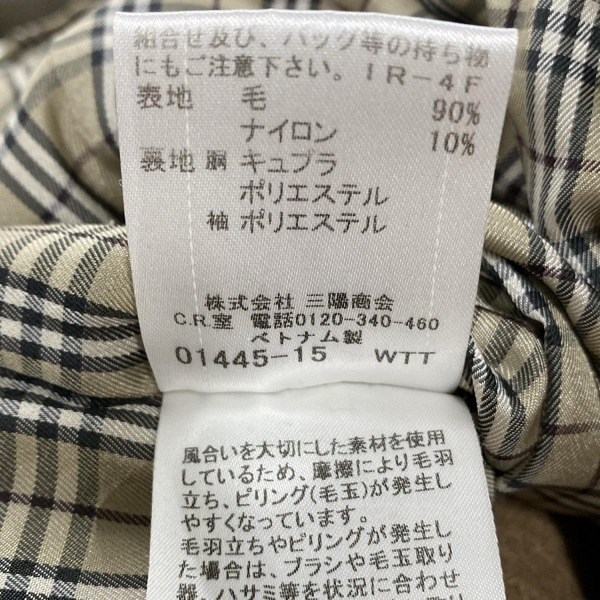 組合せ及び、バッグ等の持ち物
にもご注意下さい。IR-4F
表地 毛 90%
ナイロン 10%
裏地 胴 キュプラ
ポリエステル
袖 ポリエステル
株式会社 三陽商会
C.R.室 電話0120-340-460
ベトナム製
01445-15 WTT
風合いを大切にした素材を使用
しているため、摩擦により毛羽
立ち、ピリング(毛玉)が発生し
やすくなっています。
毛羽立ちやピリングが発生し
た場合は、ブラシや毛玉取り
器、ハサミ等を状況に合わせ